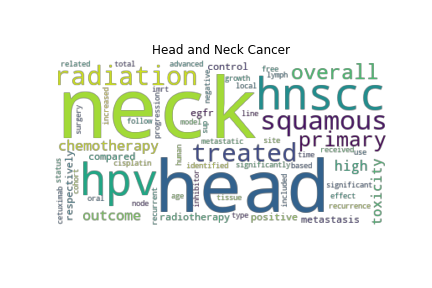 Head and Neck Cancer
related
total
advanced
free
lymph
radiation
increased
imrt
progression
negative
control
growth
local
overall
surgery
neck
hnscc
follow
model
egfr
sup
line
squamous
chemotherapy
metastatic
site
primary
respectively
compared
treated
time
received
use
status
cohort
cisplatin
human
identified
significantly
based
high
toxicity
hpv
head
inhibitor
tissue
included
significant
effect
cetuximab
oral
node
recurrent
age
recurrence
outcome
radiotherapy
type
positive
metastasis